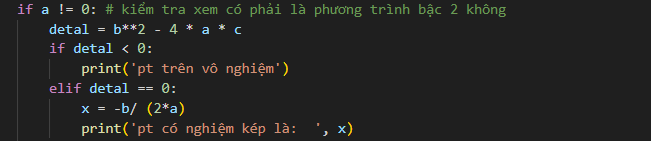 if a != 0: # kiểm tra xem có phải là phương trình bậc 2 không
    detal = b**2 - 4 * a * c
    if detal < 0:
        print('pt trên vô nghiệm')
    elif detal == 0:
        x = -b/ (2*a)
        print('pt có nghiệm kép là:  ', x)